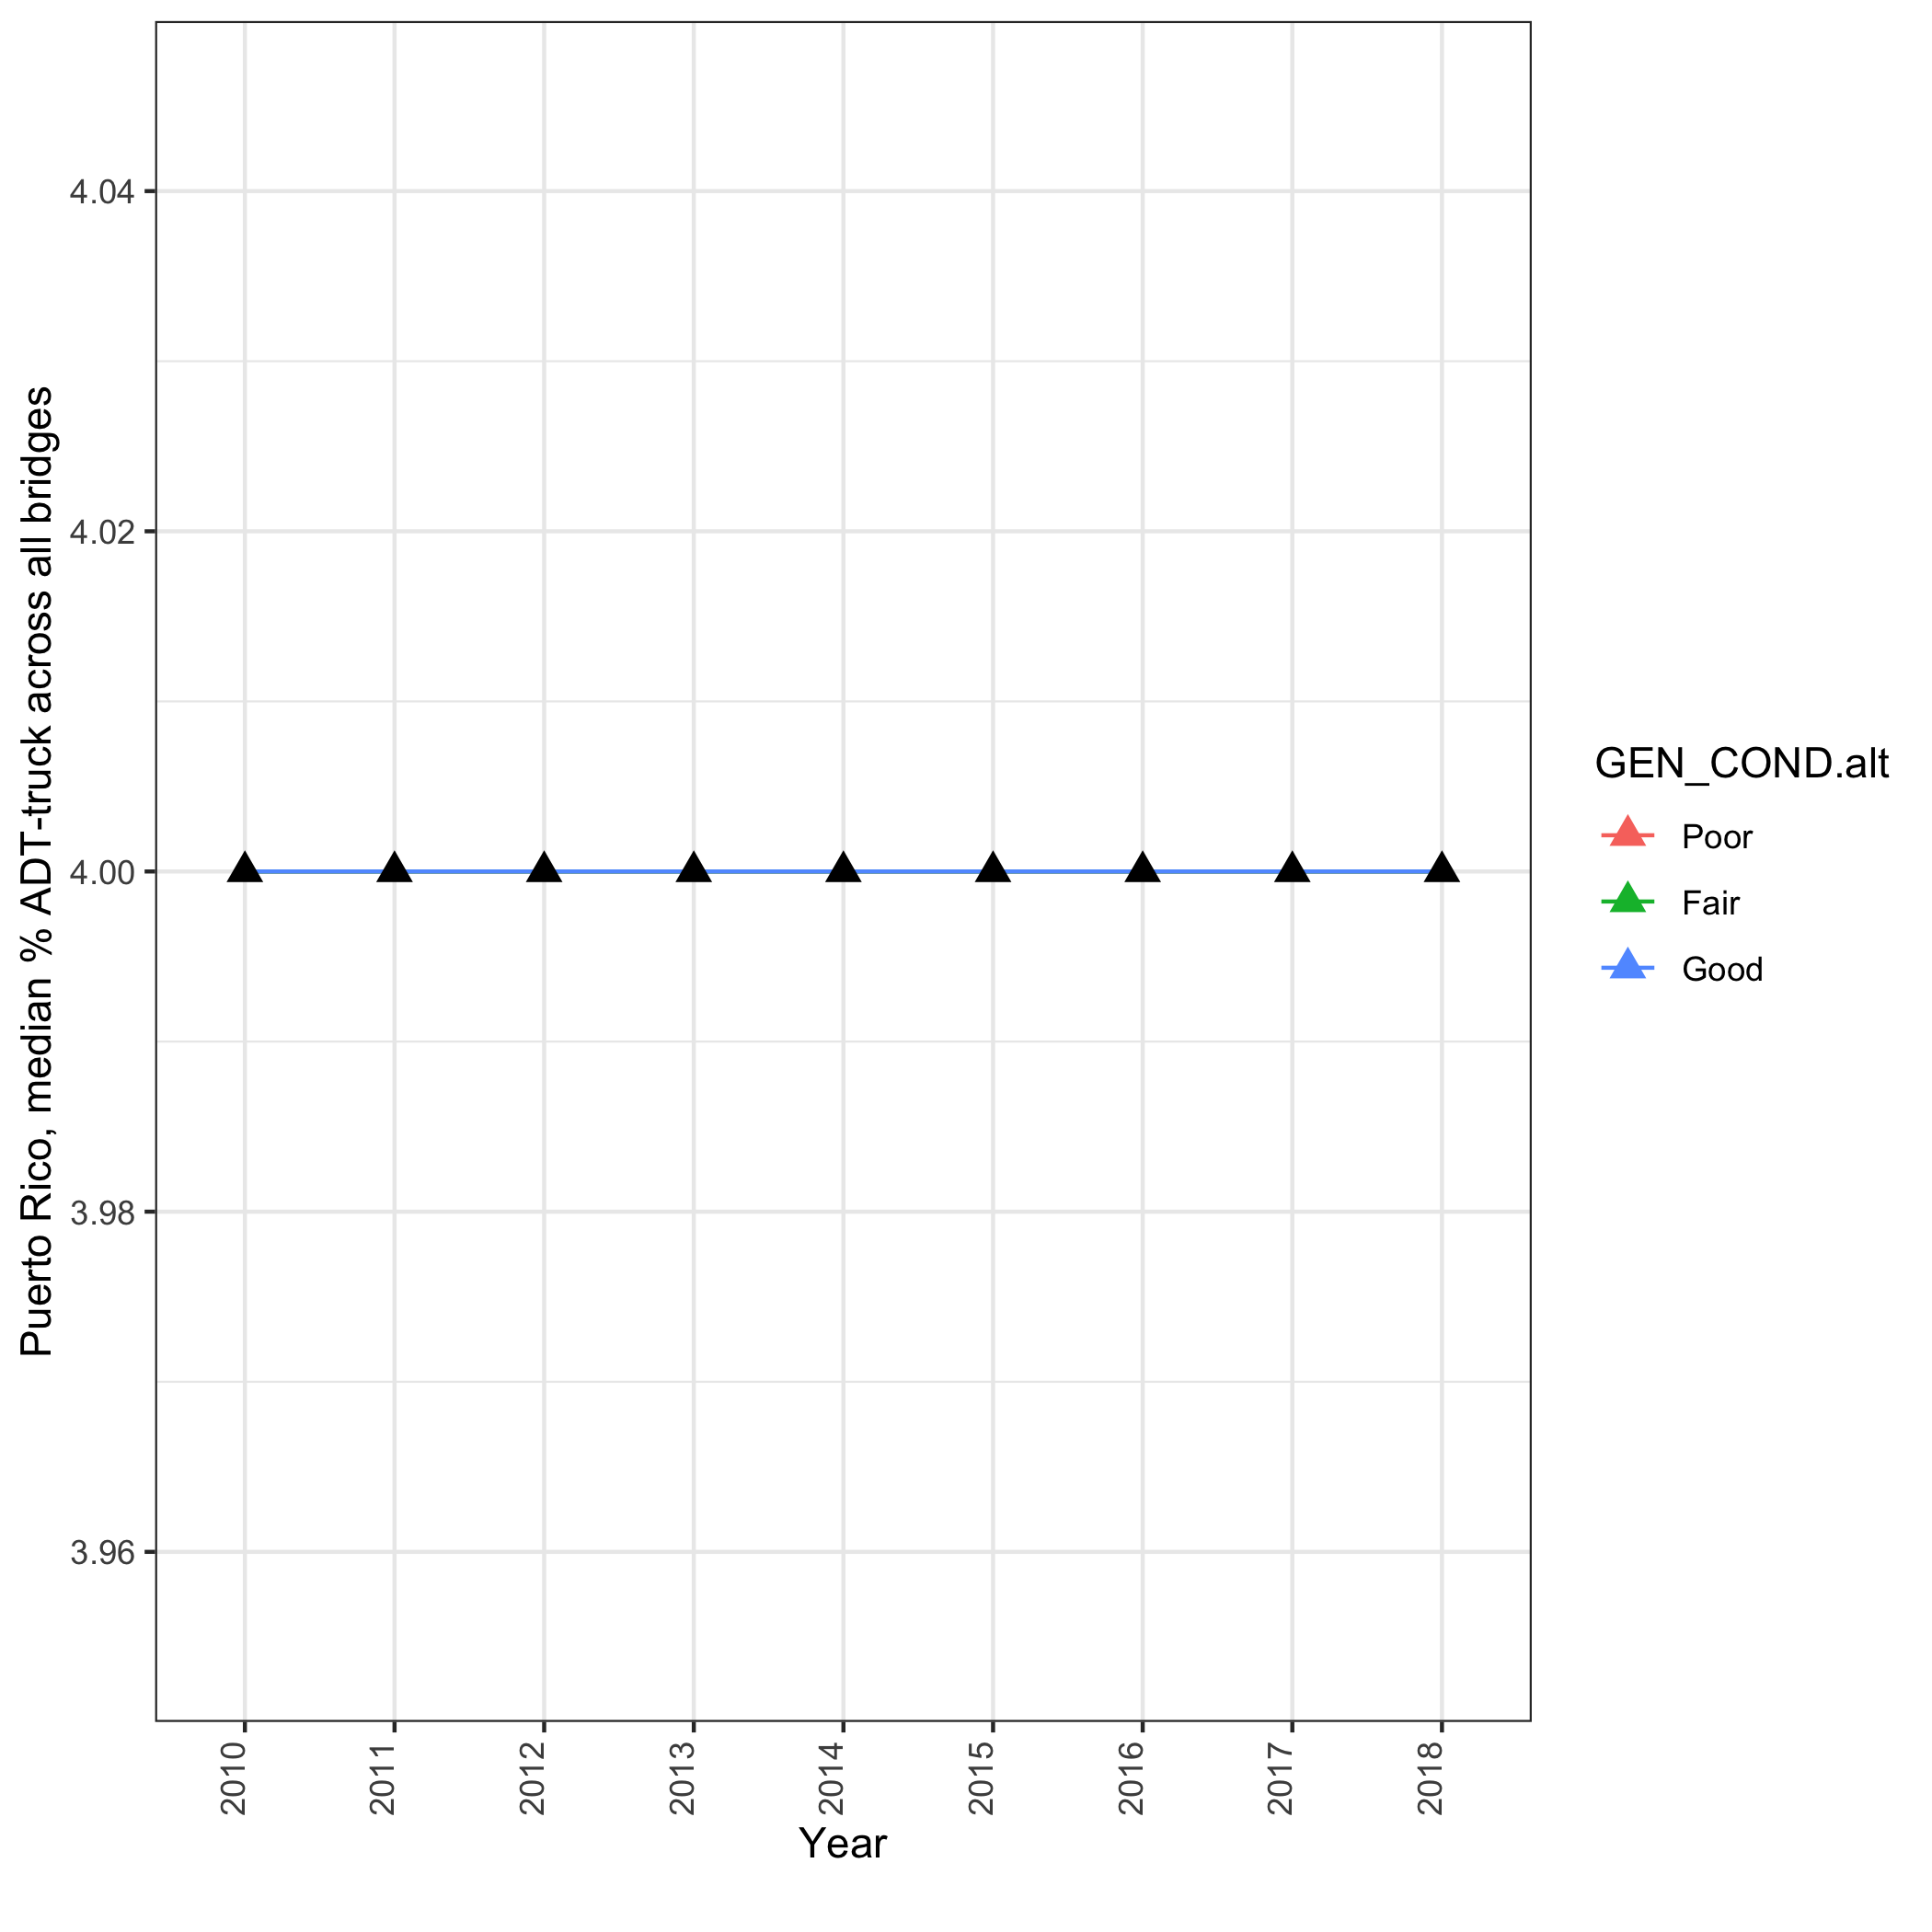 Puerto Rico, median % ADT-truck across all bridges
4.04
4.02
4.00
3.98
3.96
2010
2011
2012
2013
2014
2015
2016
2017
2018
Year
GEN_COND.alt
Poor
Fair
Good